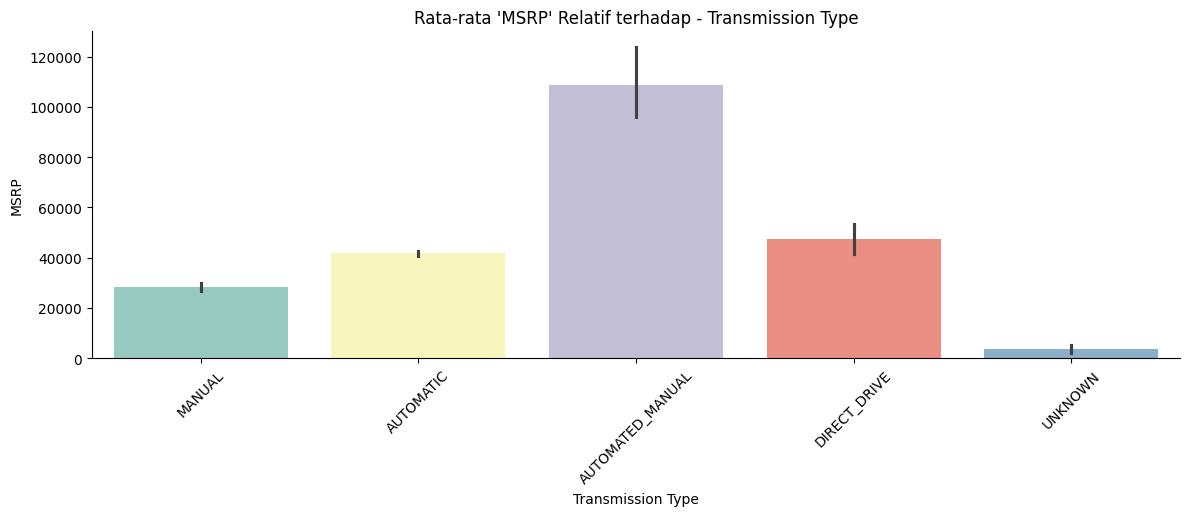 Rata-rata 'MSRP' Relatif terhadap - Transmission Type
120000
100000
80000
60000
40000
20000
0
MSRP
MANUAL
AUTOMATIC
AUTOMATED_MANUAL
DIRECT_DRIVE
UNKNOWN
Transmission Type